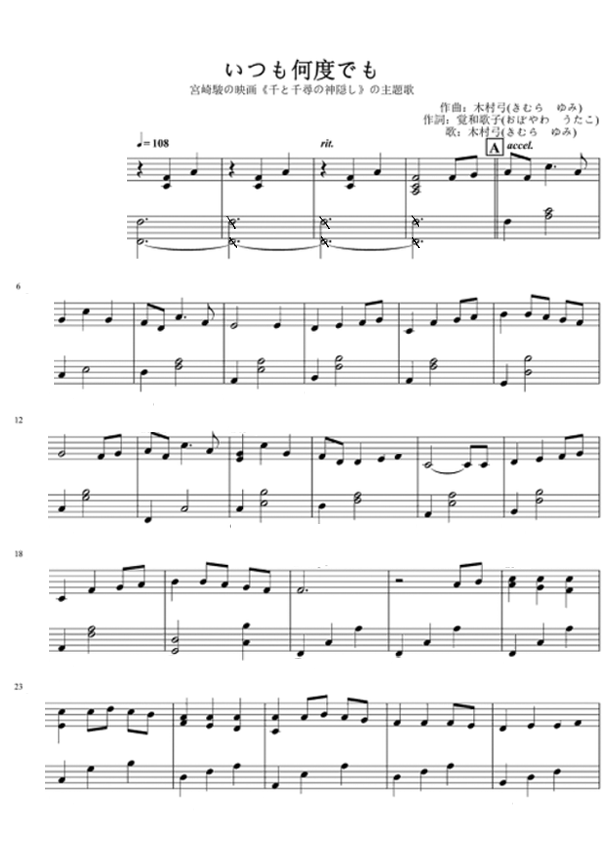 いつも何度でも
宮崎駿の映画《千と千尋の神隠し》の主題歌
作曲：木村弓(きむら　ゆみ)
作詞：覚和歌子(おぼやわ　うたこ)
歌：木村弓(きむら　ゆみ)
♩=108
rit.
A
accel.
6
12
18
23